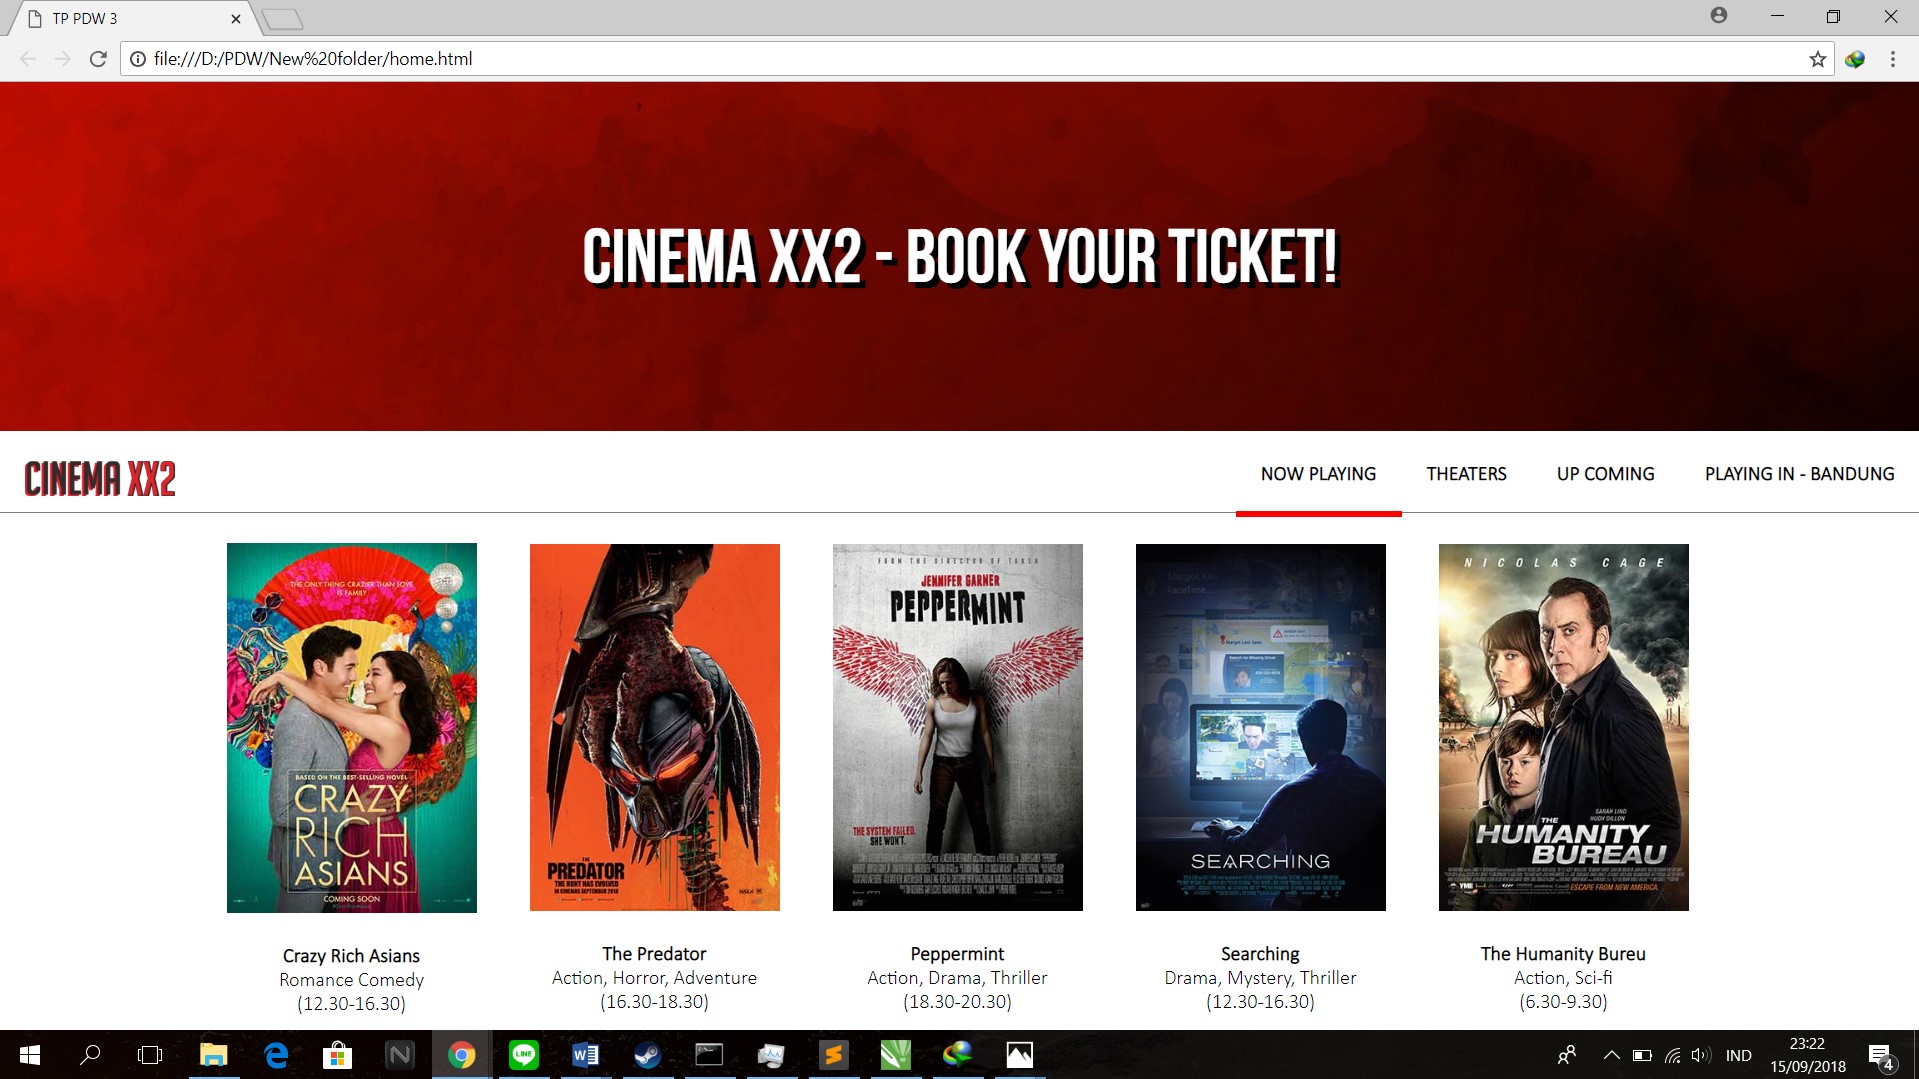 TP PDW 3
file:///D:/PDW/New%20folder/home.html
CINEMA XX2 - BOOK YOUR TICKET!
CINEMA XX2
NOW PLAYING
THEATERS
UP COMING
PLAYING IN - BANDUNG
THE ONLY THING CRAZIER THAN LOVE
IS FAMILY
BASED ON THE BEST-SELLING NOVEL
CRAZY
RICH
ASIANS
COMING SOON
THE
PREDATOR
THE HUNT HAS EVOLVED
IN CINEMAS SEPTEMBER 2018
FROM THE DIRECTOR OF TAKEN
JENNIFER GARNER
PEPPERMINT
THE SYSTEM FAILED.
SHE WON'T.
Margot Kim
FaceTime...
SEARCHING
NICOLAS CAGE
SARAH LIND
HUGH DILLON
THE
HUMANITY
BUREAU
ESCAPE FROM NEW AMERICA
Crazy Rich Asians
Romance Comedy
(12.30-16.30)
The Predator
Action, Horror, Adventure
(16.30-18.30)
Peppermint
Action, Drama, Thriller
(18.30-20.30)
Searching
Drama, Mystery, Thriller
(12.30-16.30)
The Humanity Bureu
Action, Sci-fi
(6.30-9.30)
IND
23:22
15/09/2018
4